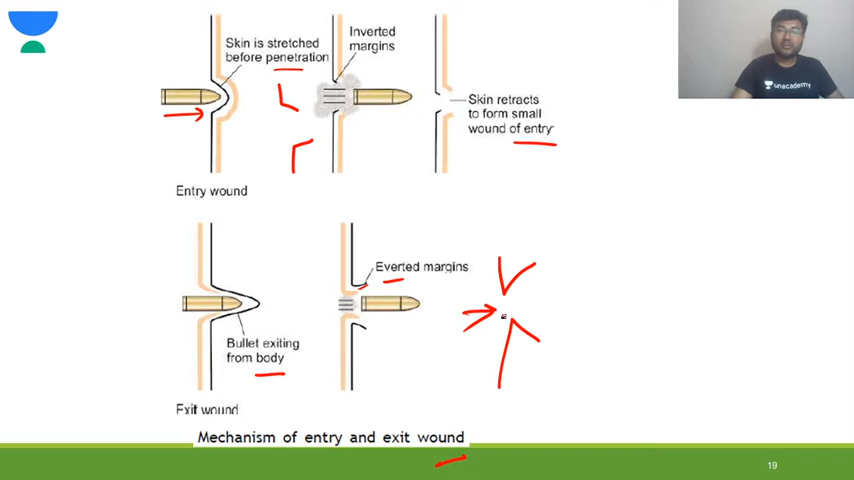 Skin is stretched
before penetration
Inverted
margins
unacademy
Skin retracts
to form small
wound of entry
Entry wound
Everted margins
Bullet exiting
from body
Exit wound
Mechanism of entry and exit wound
19